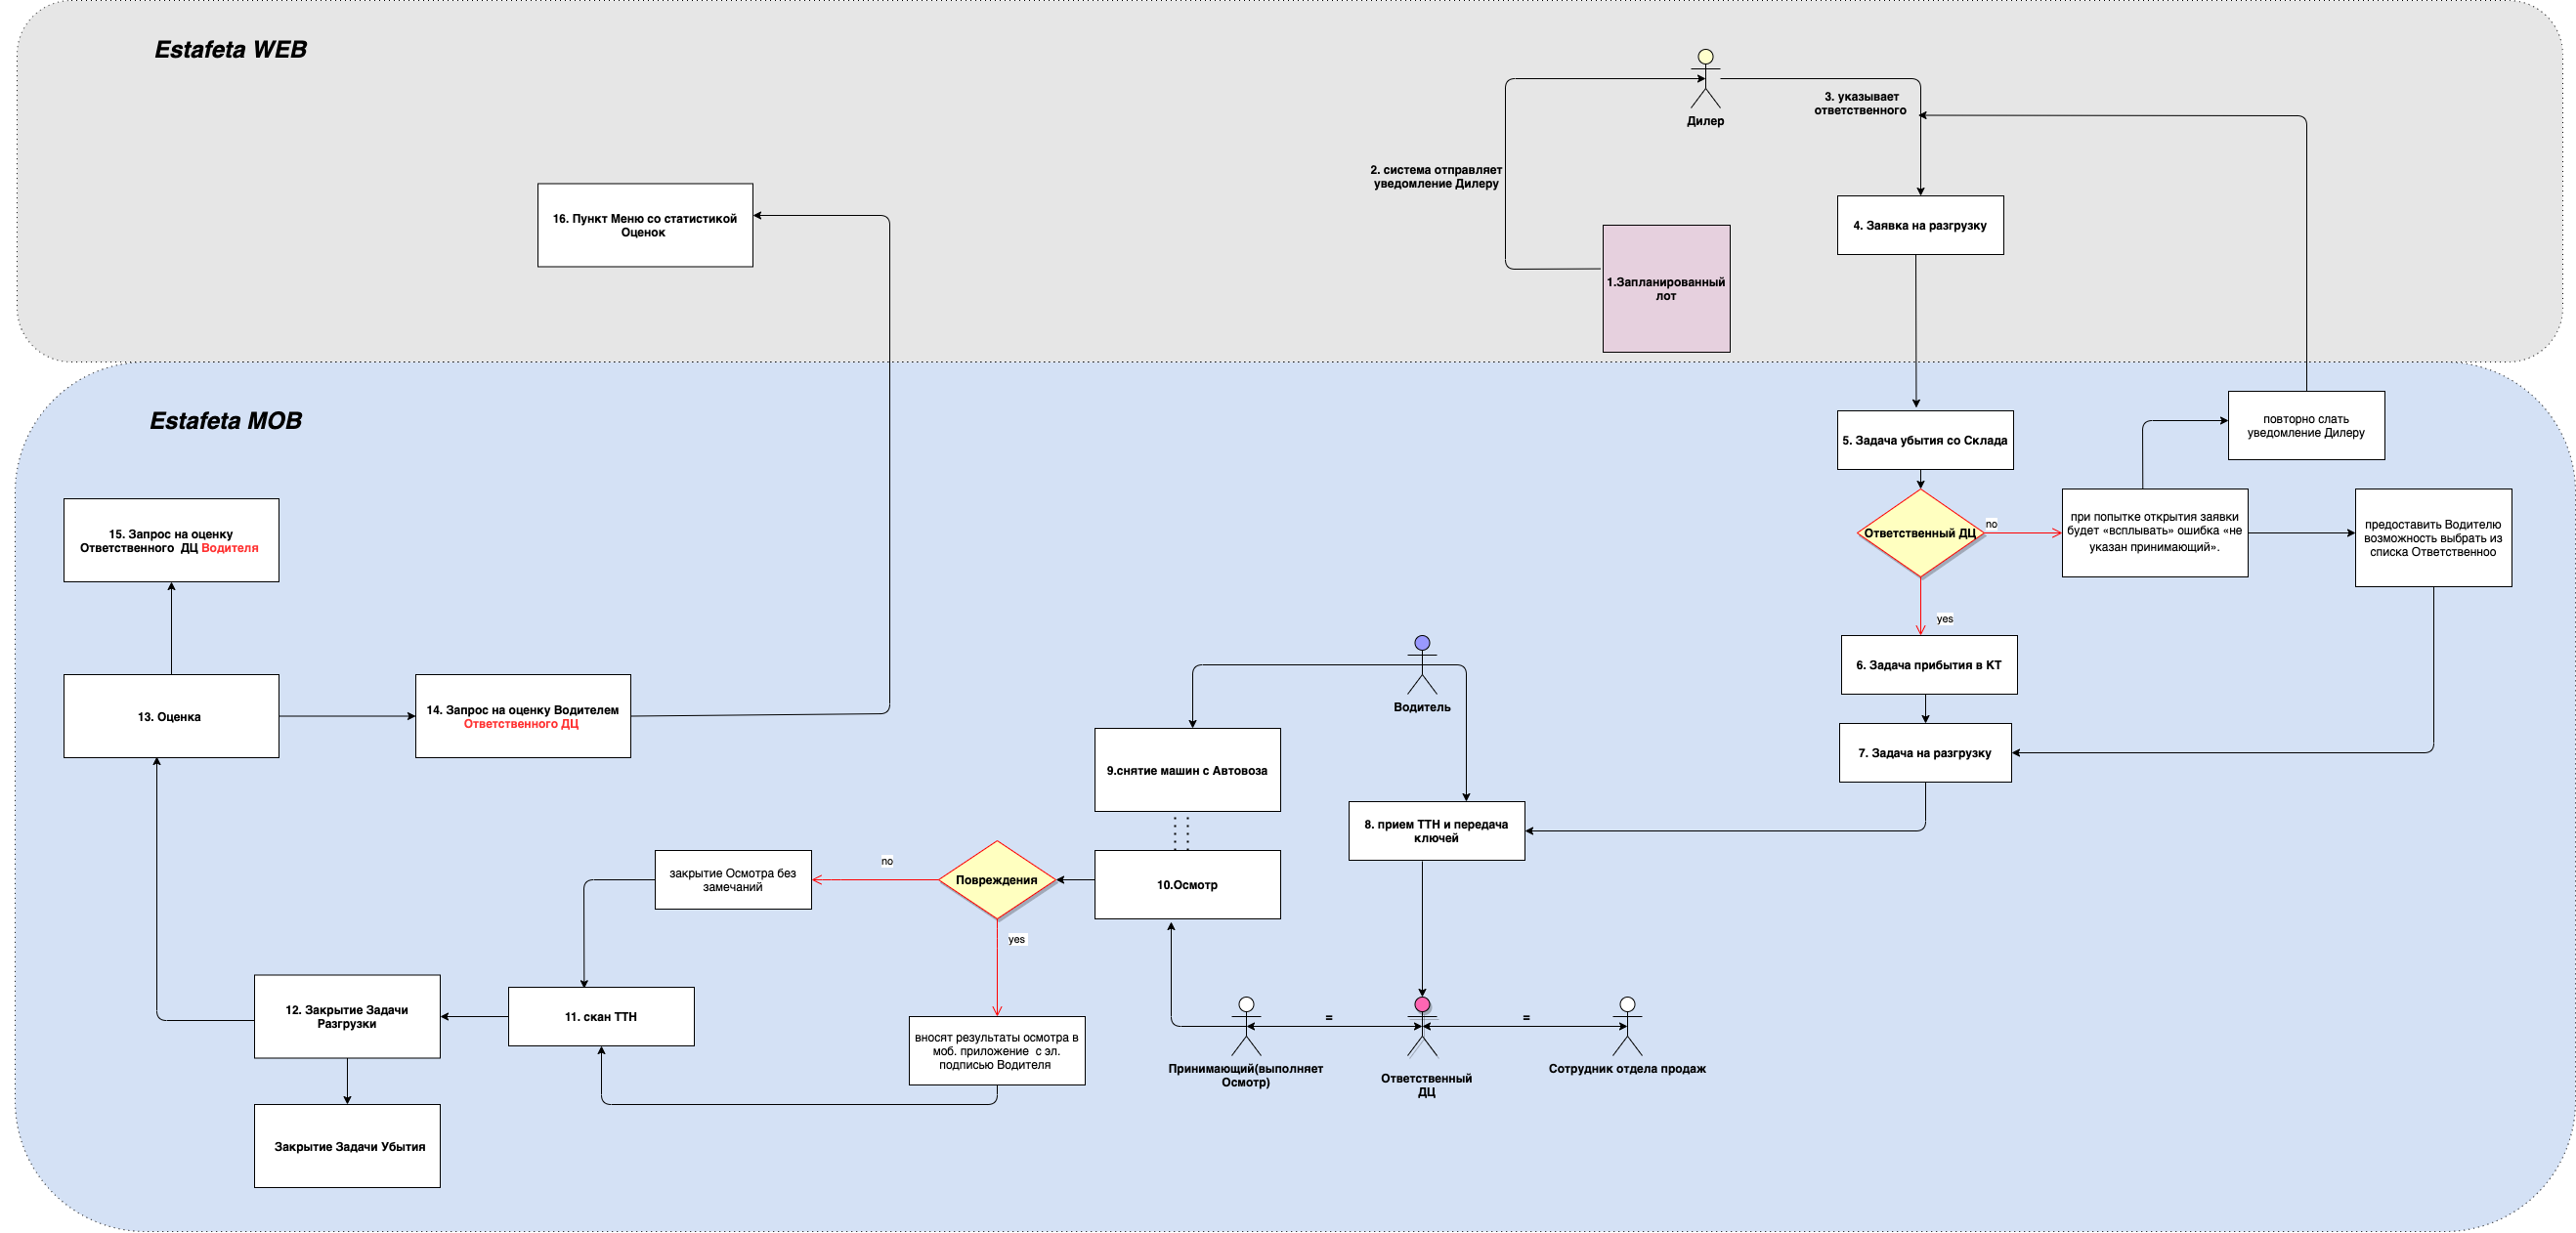 Estafeta WEB
Дилер
3. указывает
ответственного
2. система отправляет
уведомление Дилеру
16. Пункт Меню со статистикой
Оценок
4. Заявка на разгрузку
1.Запланированный
лот
Estafeta MOB
5. Задача убытия со Склада
повторно слать
уведомление Дилеру
15. Запрос на оценку
Ответственного ДЦ Водителя
Ответственный ДЦ
no
при попытке открытия заявки
будет «всплывать» ошибка «не
указан принимающий».
предоставить Водителю
возможность выбрать из
списка Ответственноо
yes
6. Задача прибытия в КТ
13. Оценка
14. Запрос на оценку Водителем
Ответственного ДЦ
Водитель
7. Задача на разгрузку
9.снятие машин с Автовоза
8. прием ТТН и передача
ключей
закрытие Осмотра без
замечаний
no
Повреждения
10.Осмотр
yes
12. Закрытие Задачи
Разгрузки
11. скан ТТН
вносят результаты осмотра в
моб. приложение с эл.
подписью Водителя
=
=
Принимающий(выполняет
Осмотр)
Ответственный
ДЦ
Сотрудник отдела продаж
Закрытие Задачи Убытия